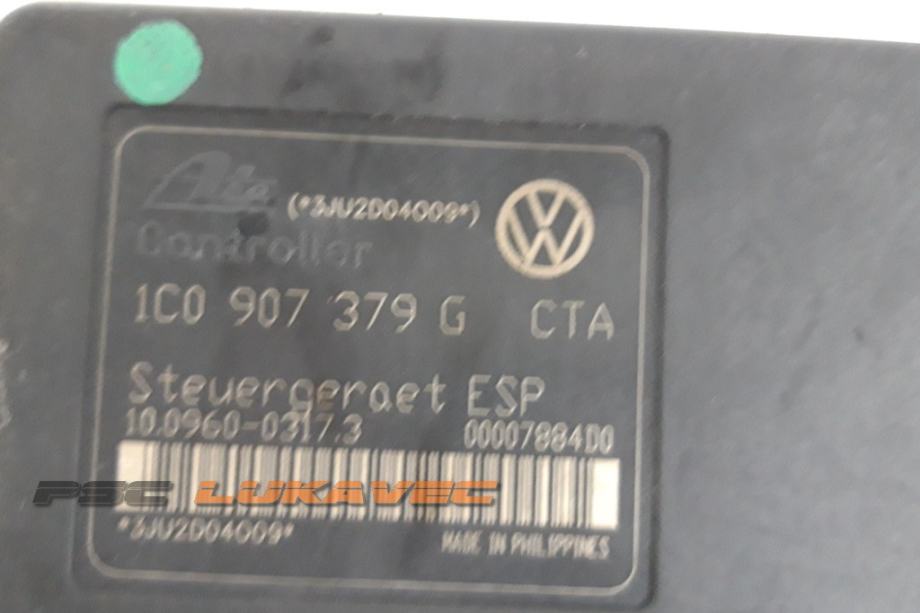 Ate (*3JU2D04009*)
Controller
1C0 907 379 G CTA
Steuergeraet ESP
10.0960-0317.3 00007884D0
PSC LUKAVEC
*3JU2D04009*
MADE IN PHILIPPINES